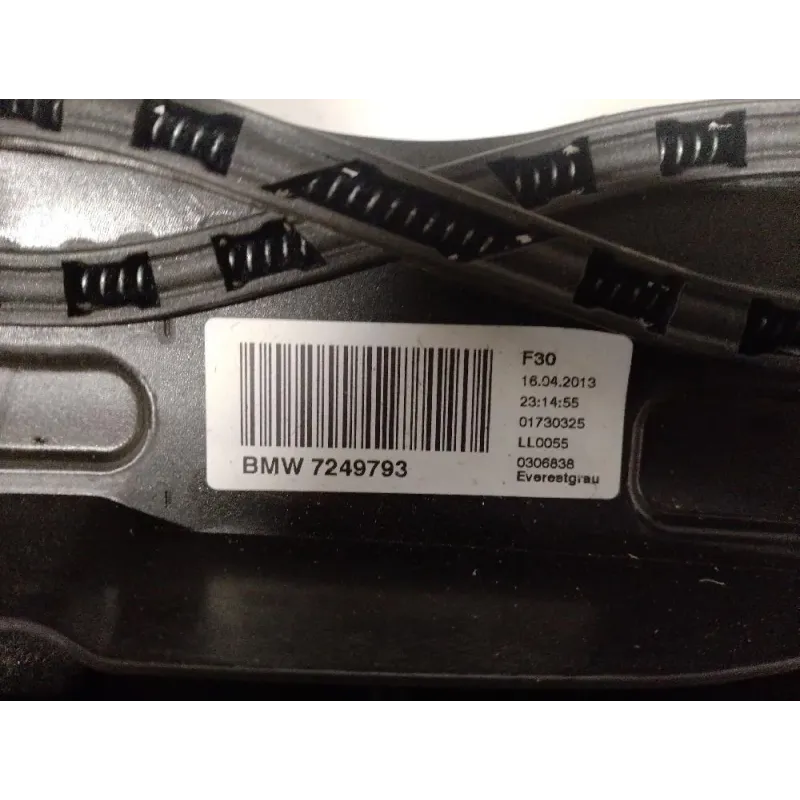 F30
16.04.2013
23:14:55
01730325
LL0055
BMW 7249793
0306838
Everestgrau